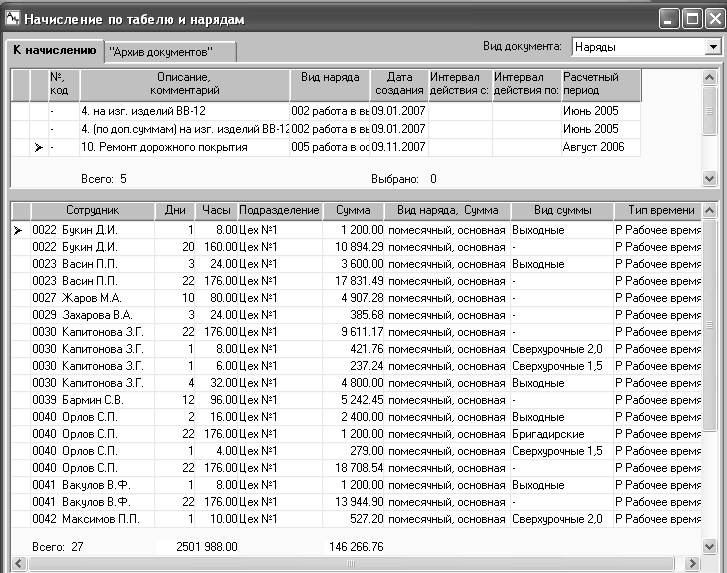 Начисление по табелю и нарядам
К начислению "Архив документов" Вид документа: Наряды
№, код Описание, комментарий Вид наряда Дата создания Интервал действия с: Интервал действия по: Расчетный период
- 4. на изг. изделий ВВ-12 002 работа в вы 09.01.2007 Июнь 2005
- 4. (по доп.суммам) на изг. изделий ВВ-12 002 работа в вы 09.01.2007 Июнь 2005
- 10. Ремонт дорожного покрытия 005 работа в ос 09.11.2007 Август 2006
Всего: 5 Выбрано: 0
Сотрудник Дни Часы Подразделение Сумма Вид наряда, Сумма Вид суммы Тип времени
0022 Букин Д.И. 1 8.00 Цех №1 1 200.00 помесячный, основная Выходные Р Рабочее время
0022 Букин Д.И. 20 160.00 Цех №1 10 894.29 помесячный, основная - Р Рабочее время
0023 Васин П.П. 3 24.00 Цех №1 3 600.00 помесячный, основная Выходные Р Рабочее время
0023 Васин П.П. 22 176.00 Цех №1 17 831.49 помесячный, основная - Р Рабочее время
0027 Жаров М.А. 10 80.00 Цех №1 4 907.28 помесячный, основная - Р Рабочее время
0029 Захарова В.А. 3 24.00 Цех №1 385.68 помесячный, основная - Р Рабочее время
0030 Капитонова З.Г. 22 176.00 Цех №1 9 611.17 помесячный, основная - Р Рабочее время
0030 Капитонова З.Г. 1 8.00 Цех №1 421.76 помесячный, основная Сверхурочные 2,0 Р Рабочее время
0030 Капитонова З.Г. 1 6.00 Цех №1 237.24 помесячный, основная Сверхурочные 1,5 Р Рабочее время
0030 Капитонова З.Г. 4 32.00 Цех №1 4 800.00 помесячный, основная Выходные Р Рабочее время
0039 Бармин С.В. 12 96.00 Цех №1 5 242.45 помесячный, основная - Р Рабочее время
0040 Орлов С.П. 2 16.00 Цех №1 2 400.00 помесячный, основная Выходные Р Рабочее время
0040 Орлов С.П. 22 176.00 Цех №1 1 200.00 помесячный, основная Бригадирские Р Рабочее время
0040 Орлов С.П. 1 4.00 Цех №1 279.00 помесячный, основная Сверхурочные 1,5 Р Рабочее время
0040 Орлов С.П. 22 176.00 Цех №1 18 708.54 помесячный, основная - Р Рабочее время
0041 Вакулов В.Ф. 1 8.00 Цех №1 1 200.00 помесячный, основная Выходные Р Рабочее время
0041 Вакулов В.Ф. 22 176.00 Цех №1 13 944.90 помесячный, основная - Р Рабочее время
0042 Максимов П.П. 1 10.00 Цех №1 527.20 помесячный, основная Сверхурочные 2,0 Р Рабочее время
Всего: 27 250 1 988.00 146 266.76